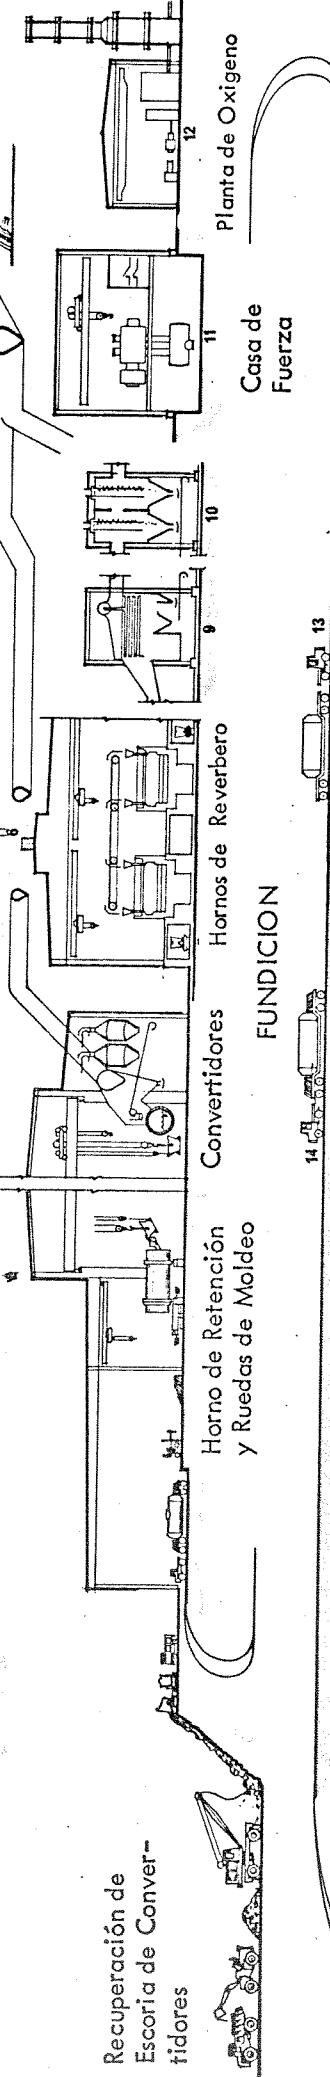 Recuperación de
Escoria de Conver-
tidores
Horno de Retención
y Ruedas de Moldeo
Convertidores
Hornos de Reverbero
FUNDICION
Casa de
Fuerza
Planta de Oxigeno
9
10
11
12
13
14